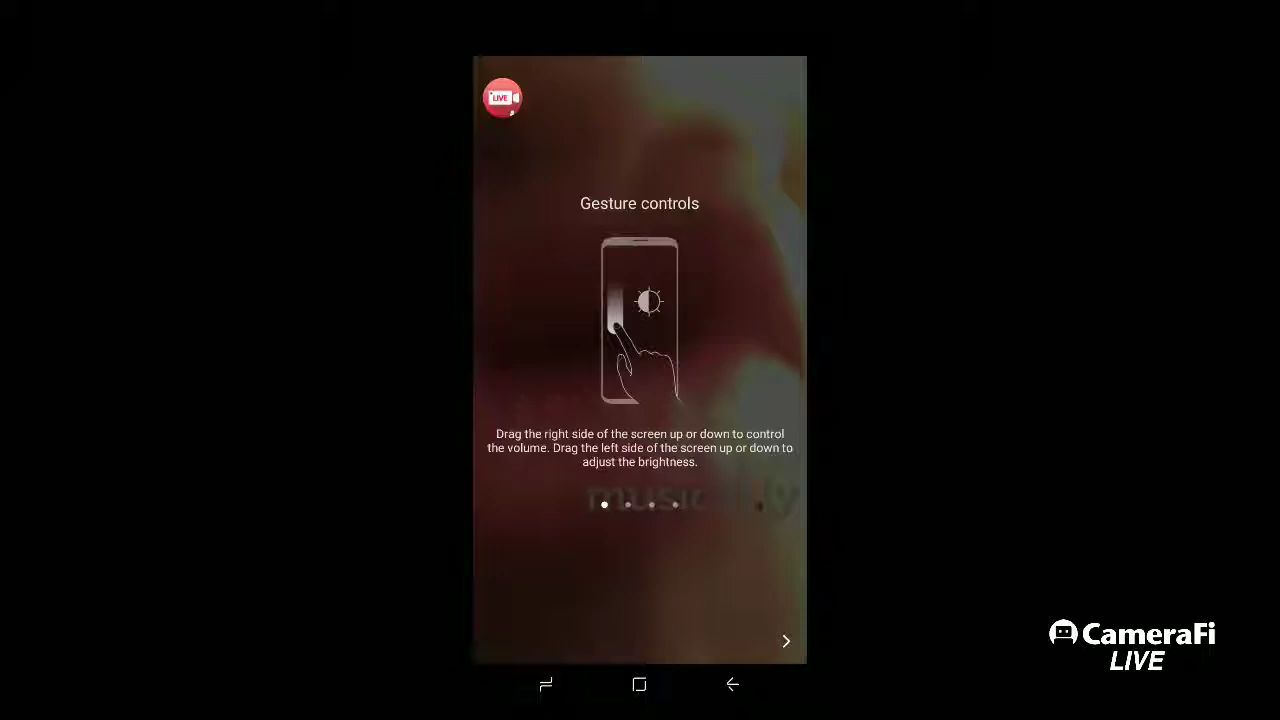 LIVE
Gesture controls
Drag the right side of the screen up or down to control
the volume. Drag the left side of the screen up or down to
adjust the brightness.
CameraFi
LIVE